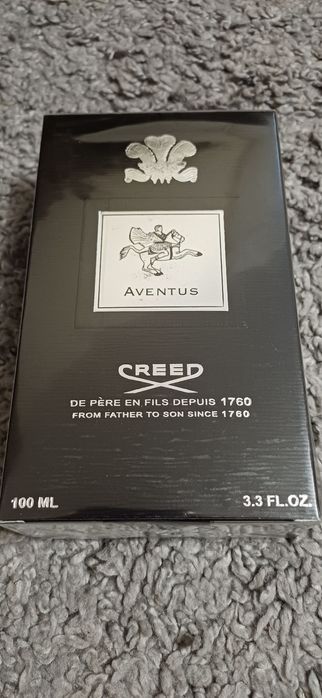 AVENTUS
CREED
DE PÈRE EN FILS DEPUIS 1760
FROM FATHER TO SON SINCE 1760
100 ML 3.3 FL.OZ.